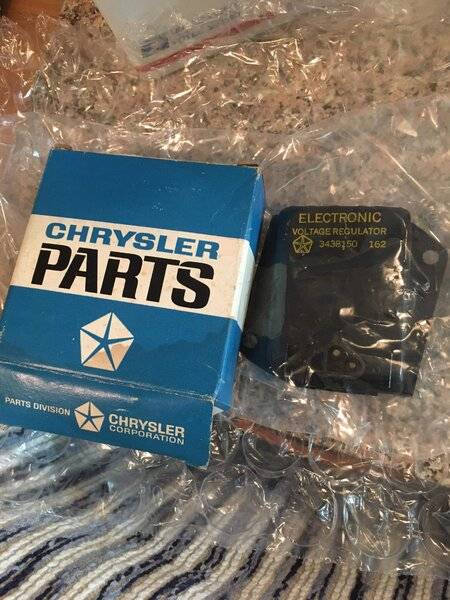 CHRYSLER
PARTS
PARTS DIVISION
CHRYSLER
CORPORATION
ELECTRONIC
VOLTAGE REGULATOR
3438150 162